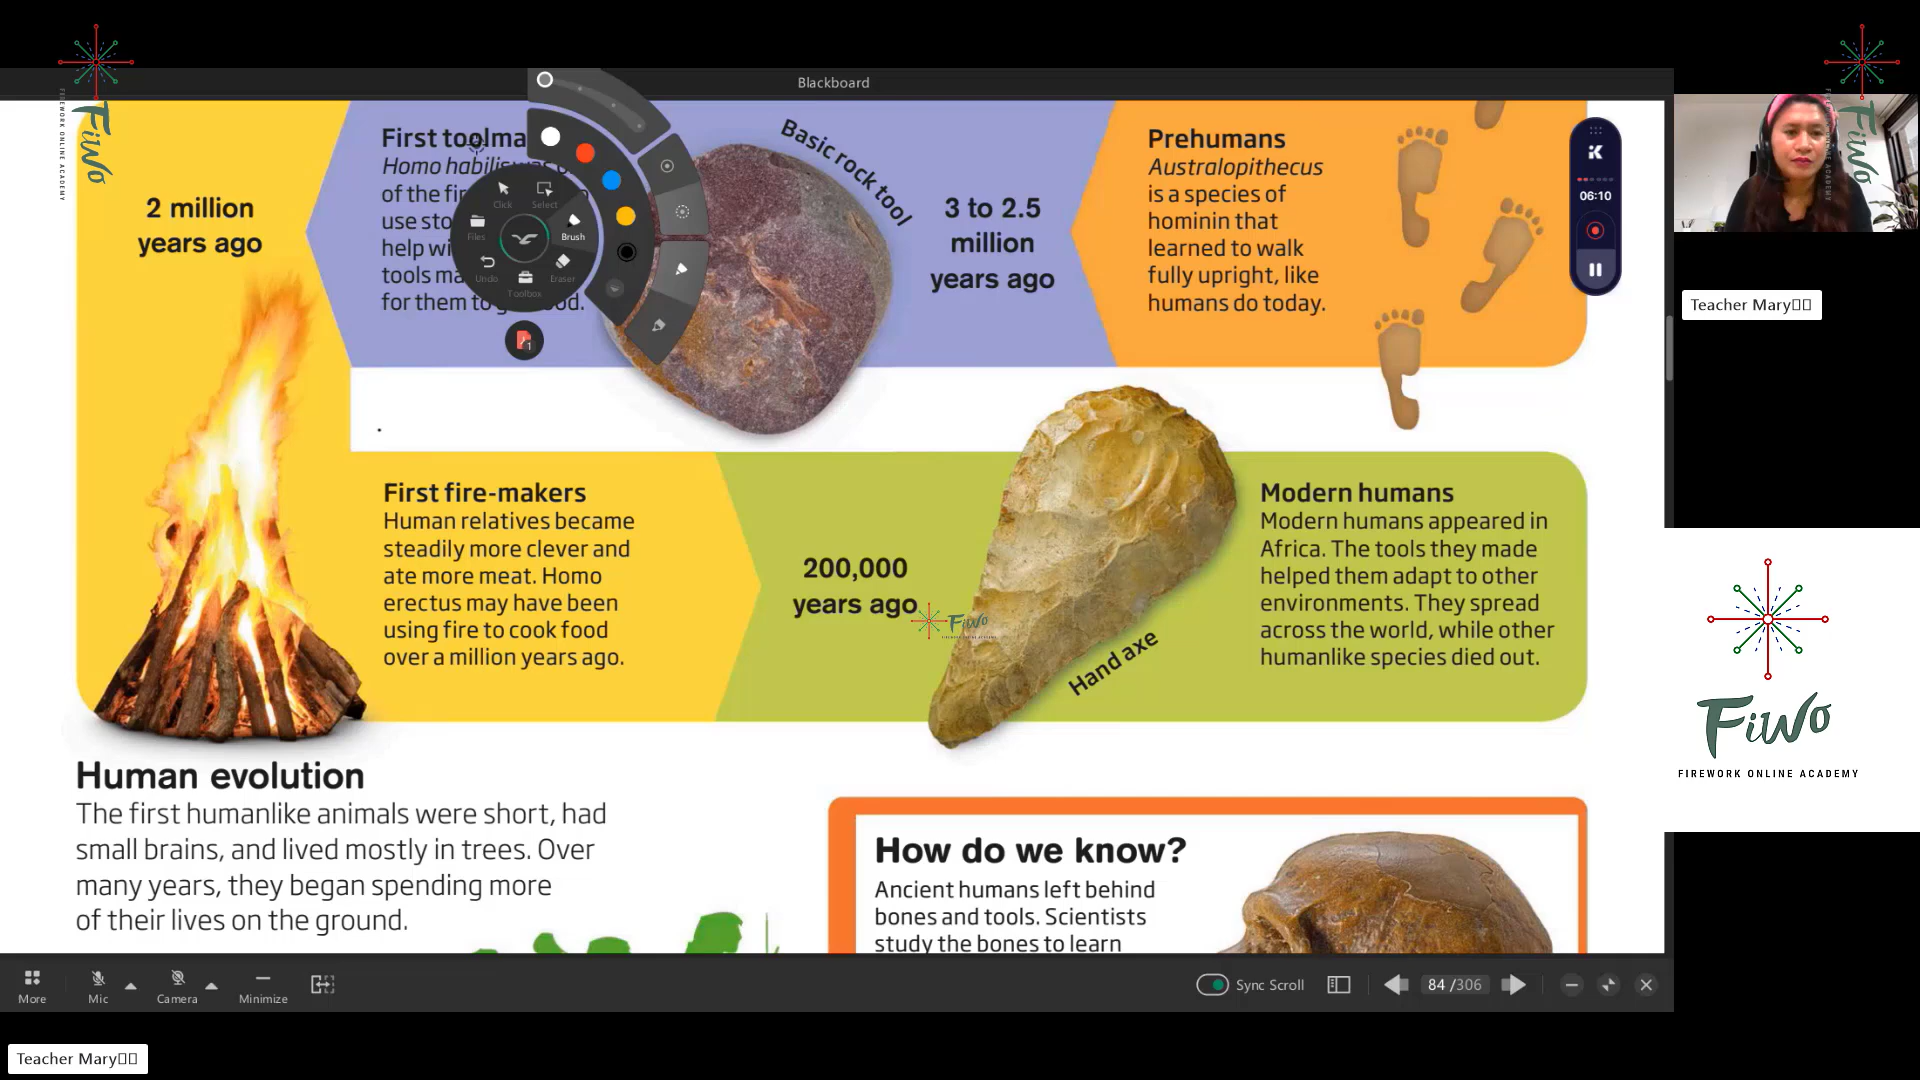 Blackboard
FiWo
FIREWORK ONLINE ACADEMY
FiWo
First toolma
Homo habilis was
of the fir
use sto
help wi
tools ma
for them to g od.
2 million
years ago
Click
Select
Files
Brush
Undo
Eraser
Toolbox
1
Basic rock tool
3 to 2.5
million
years ago
Prehumans
Australopithecus
is a species of
hominin that
learned to walk
fully upright, like
humans do today.
K
06:10
Teacher Mary
First fire-makers
Human relatives became
steadily more clever and
ate more meat. Homo
erectus may have been
using fire to cook food
over a million years ago.
200,000
years ago
FiWo
Hand axe
Modern humans
Modern humans appeared in
Africa. The tools they made
helped them adapt to other
environments. They spread
across the world, while other
humanlike species died out.
FiWo
FIREWORK ONLINE ACADEMY
Human evolution
The first humanlike animals were short, had
small brains, and lived mostly in trees. Over
many years, they began spending more
of their lives on the ground.
How do we know?
Ancient humans left behind
bones and tools. Scientists
study the bones to learn
More
Mic
Camera
Minimize
Sync Scroll
84 /306
Teacher Mary